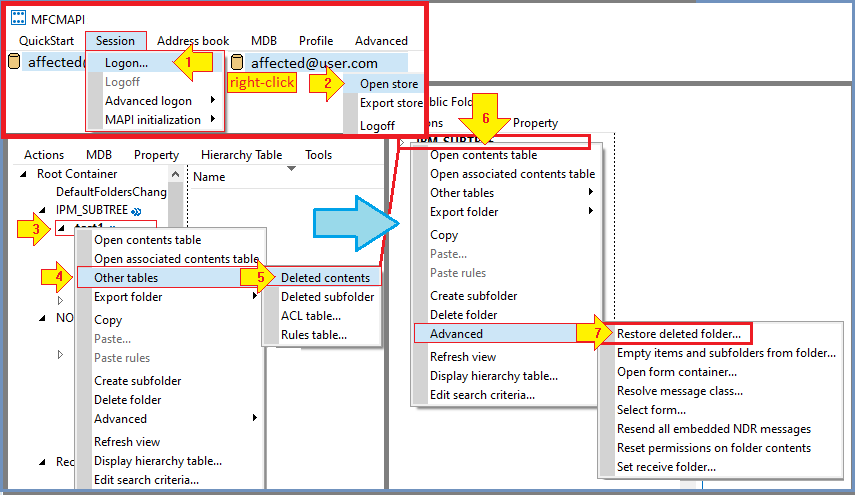 MFCMAPI
QuickStart Session Address book MDB Profile Advanced
affected@ affected@user.com
Logon... 1
right-click 2 Open store
Logoff
Export store
Advanced logon
MAPI initialization
Logoff
Actions MDB Property Hierarchy Table Tools
Root Container
Name
DefaultFoldersChang
IPM_SUBTREE
3 test1
Open contents table
Open associated contents table
4 Other tables 5 Deleted contents
Export folder Deleted subfolder
ACL table...
NO
Copy
Rules table...
Paste...
Paste rules
Create subfolder
Delete folder
Advanced
Refresh view
Rec
Display hierarchy table...
Edit search criteria...
blic Fold
6
ons Property
IPM_SUBTREE
Open contents table
Open associated contents table
Other tables
Export folder
Copy
Paste...
Paste rules
Create subfolder
Delete folder
Advanced 7 Restore deleted folder...
Refresh view
Empty items and subfolders from folder...
Display hierarchy table...
Open form container...
Edit search criteria...
Resolve message class...
Select form...
Resend all embedded NDR messages
Reset permissions on folder contents
Set receive folder...